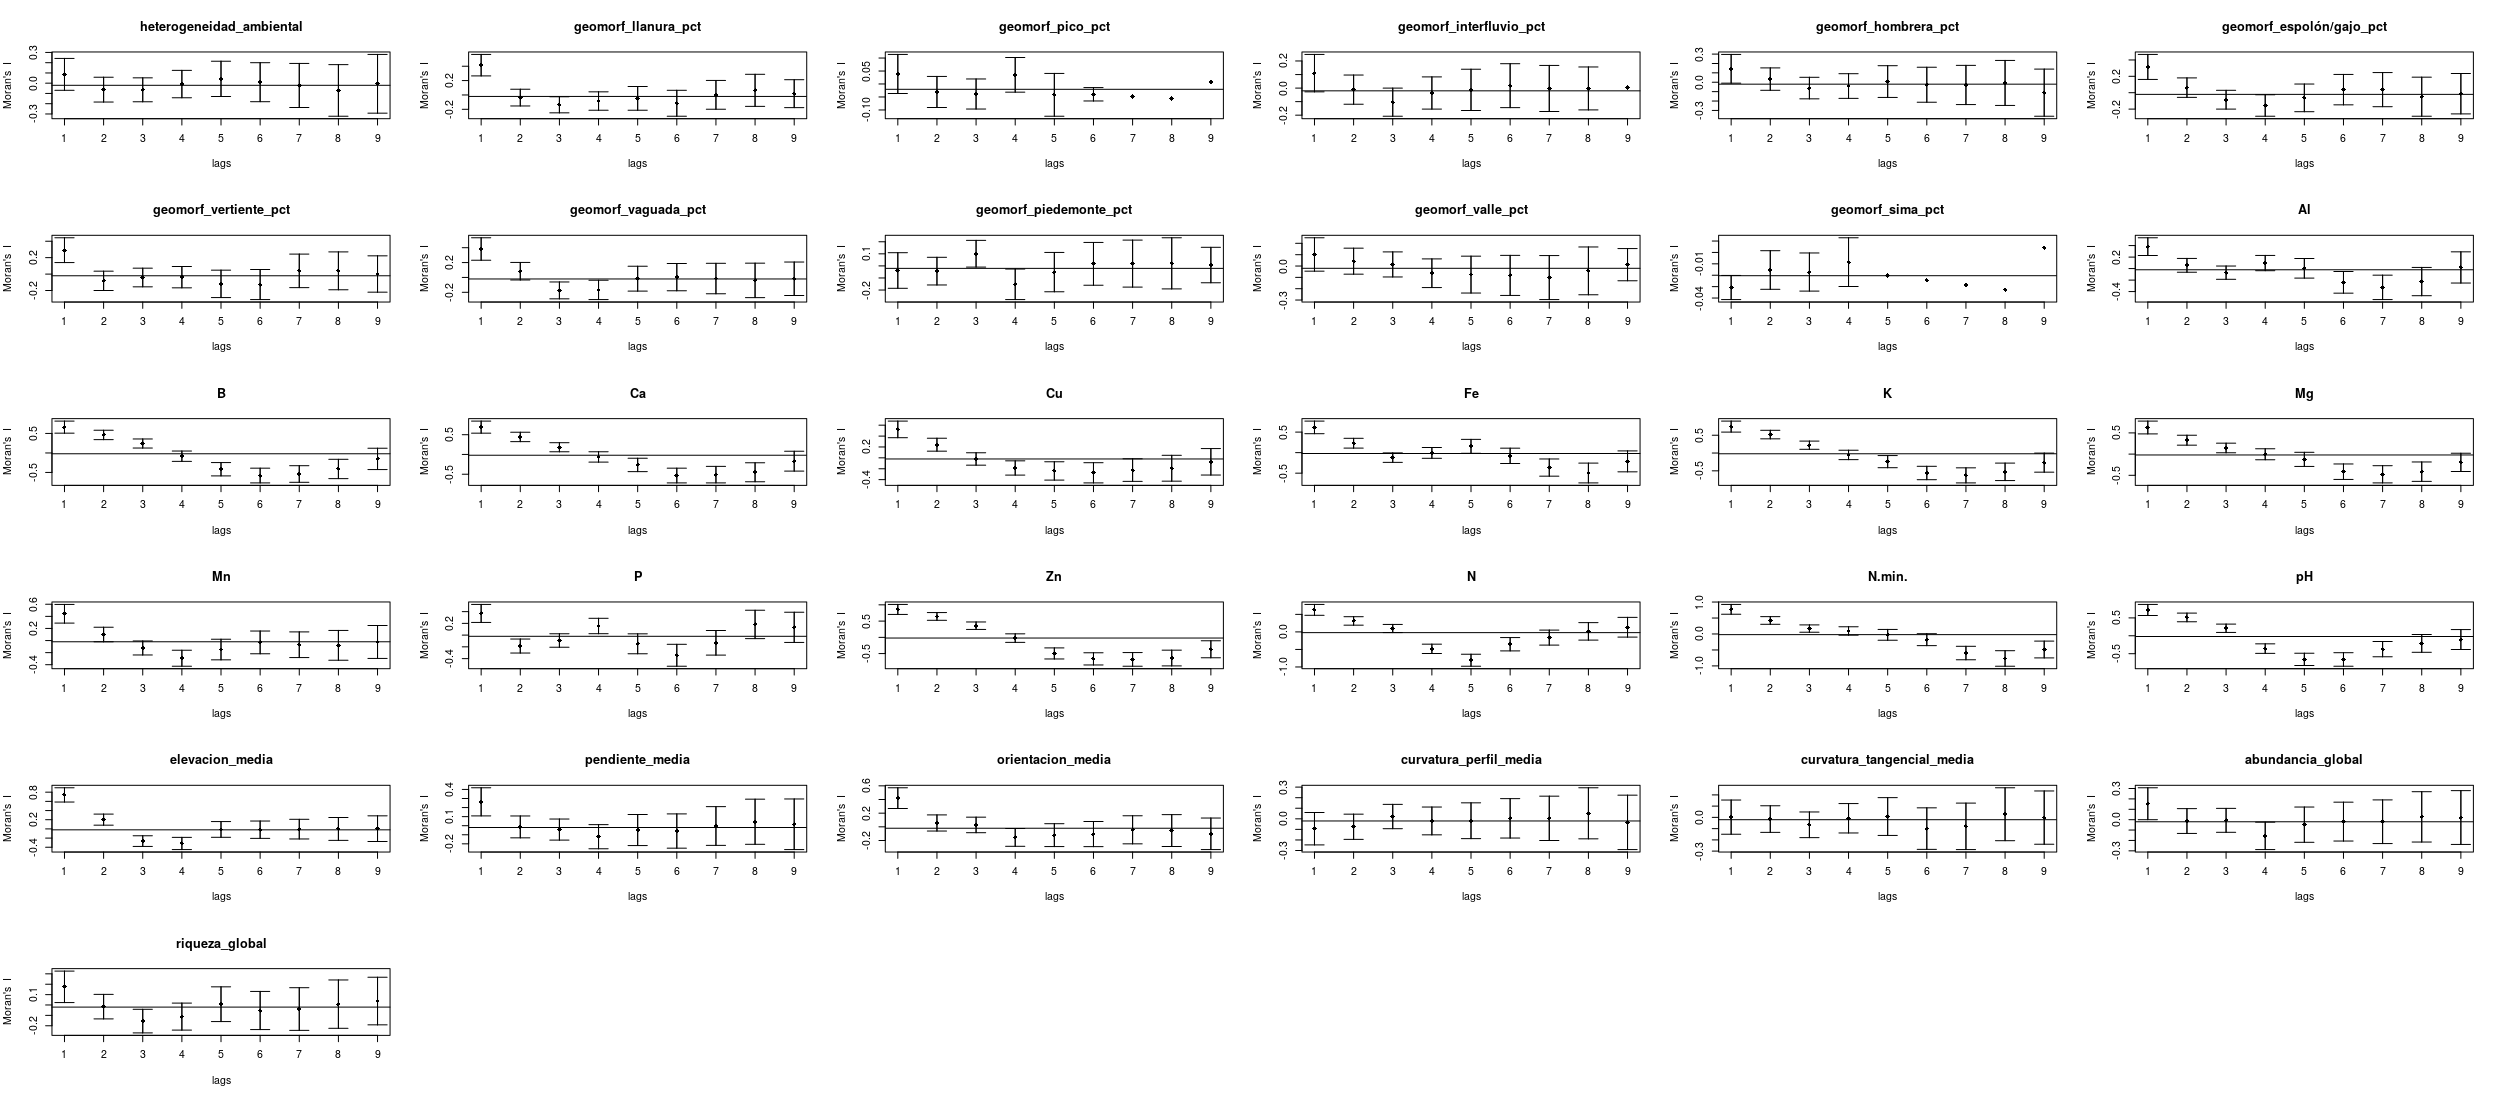 heterogeneidad_ambiental
Moran's I
-0.3 0.0 0.3
1 2 3 4 5 6 7 8 9
lags
geomorf_llanura_pct
Moran's I
-0.2 0.2
1 2 3 4 5 6 7 8 9
lags
geomorf_pico_pct
Moran's I
-0.10 0.05
1 2 3 4 5 6 7 8 9
lags
geomorf_interfluvio_pct
Moran's I
-0.2 0.0 0.2
1 2 3 4 5 6 7 8 9
lags
geomorf_hombrera_pct
Moran's I
-0.3 0.0 0.3
1 2 3 4 5 6 7 8 9
lags
geomorf_espolón/gajo_pct
Moran's I
-0.2 0.2
1 2 3 4 5 6 7 8 9
lags
geomorf_vertiente_pct
Moran's I
-0.2 0.2
1 2 3 4 5 6 7 8 9
lags
geomorf_vaguada_pct
Moran's I
-0.2 0.2
1 2 3 4 5 6 7 8 9
lags
geomorf_piedemonte_pct
Moran's I
-0.2 0.1
1 2 3 4 5 6 7 8 9
lags
geomorf_valle_pct
Moran's I
-0.3 0.0
1 2 3 4 5 6 7 8 9
lags
geomorf_sima_pct
Moran's I
-0.04 -0.01
1 2 3 4 5 6 7 8 9
lags
Al
Moran's I
-0.4 0.2
1 2 3 4 5 6 7 8 9
lags
B
Moran's I
-0.5 0.5
1 2 3 4 5 6 7 8 9
lags
Ca
Moran's I
-0.5 0.5
1 2 3 4 5 6 7 8 9
lags
Cu
Moran's I
-0.4 0.2
1 2 3 4 5 6 7 8 9
lags
Fe
Moran's I
-0.5 0.5
1 2 3 4 5 6 7 8 9
lags
K
Moran's I
-0.5 0.5
1 2 3 4 5 6 7 8 9
lags
Mg
Moran's I
-0.5 0.5
1 2 3 4 5 6 7 8 9
lags
Mn
Moran's I
-0.4 0.2 0.6
1 2 3 4 5 6 7 8 9
lags
P
Moran's I
-0.4 0.2
1 2 3 4 5 6 7 8 9
lags
Zn
Moran's I
-0.5 0.5
1 2 3 4 5 6 7 8 9
lags
N
Moran's I
-1.0 0.0
1 2 3 4 5 6 7 8 9
lags
N.min.
Moran's I
-1.0 0.0 1.0
1 2 3 4 5 6 7 8 9
lags
pH
Moran's I
-0.5 0.5
1 2 3 4 5 6 7 8 9
lags
elevacion_media
Moran's I
-0.4 0.2 0.8
1 2 3 4 5 6 7 8 9
lags
pendiente_media
Moran's I
-0.2 0.1 0.4
1 2 3 4 5 6 7 8 9
lags
orientacion_media
Moran's I
-0.2 0.2 0.6
1 2 3 4 5 6 7 8 9
lags
curvatura_perfil_media
Moran's I
-0.3 0.0 0.3
1 2 3 4 5 6 7 8 9
lags
curvatura_tangencial_media
Moran's I
-0.3 0.0
1 2 3 4 5 6 7 8 9
lags
abundancia_global
Moran's I
-0.3 0.0 0.3
1 2 3 4 5 6 7 8 9
lags
riqueza_global
Moran's I
-0.2 0.1
1 2 3 4 5 6 7 8 9
lags